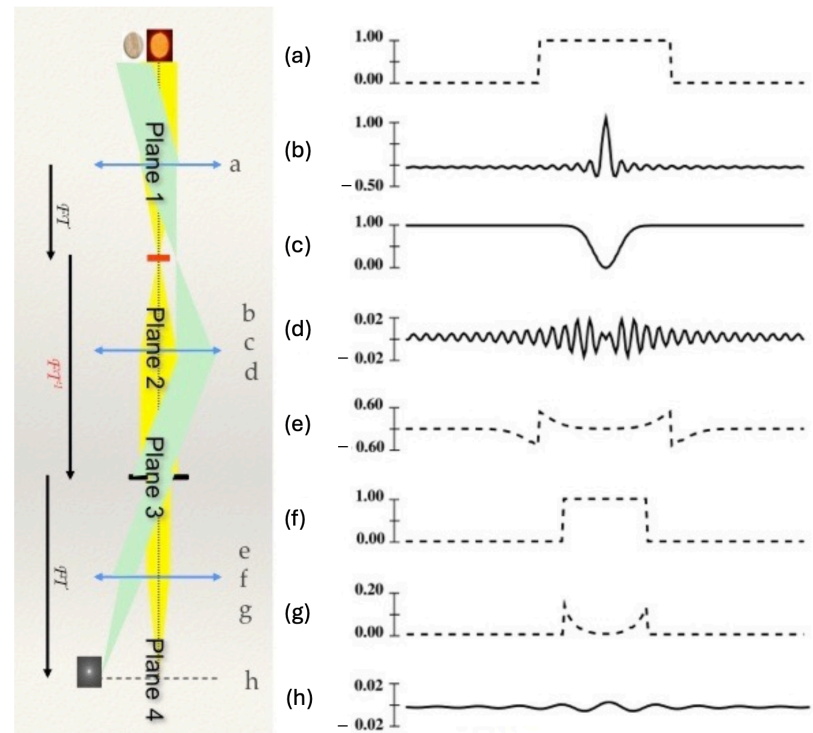 Plane 1
a
FT
b
Plane 2
c
d
FT⁻¹
Plane 3
e
f
FT
g
Plane 4
h
(a)
1.00
0.00
(b)
1.00
– 0.50
(c)
1.00
0.00
(d)
0.02
– 0.02
(e)
0.60
– 0.60
(f)
1.00
0.00
(g)
0.20
0.00
(h)
0.02
– 0.02